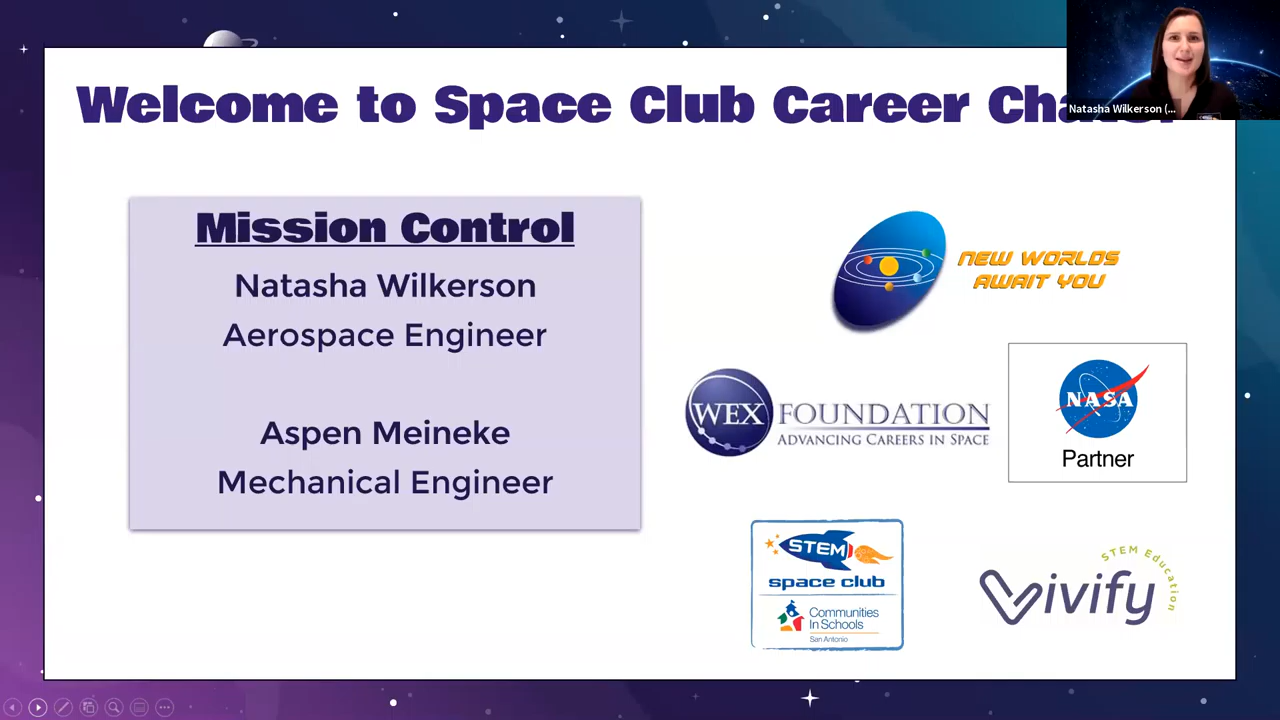 Welcome to Space Club Career Cha
Natasha Wilkerson (...
Mission Control
Natasha Wilkerson
Aerospace Engineer
Aspen Meineke
Mechanical Engineer
NEW WORLDS
AWAIT YOU
WEX FOUNDATION
ADVANCING CAREERS IN SPACE
NASA
Partner
STEM
space club
Communities
In Schools
San Antonio
Vivify
STEM Education